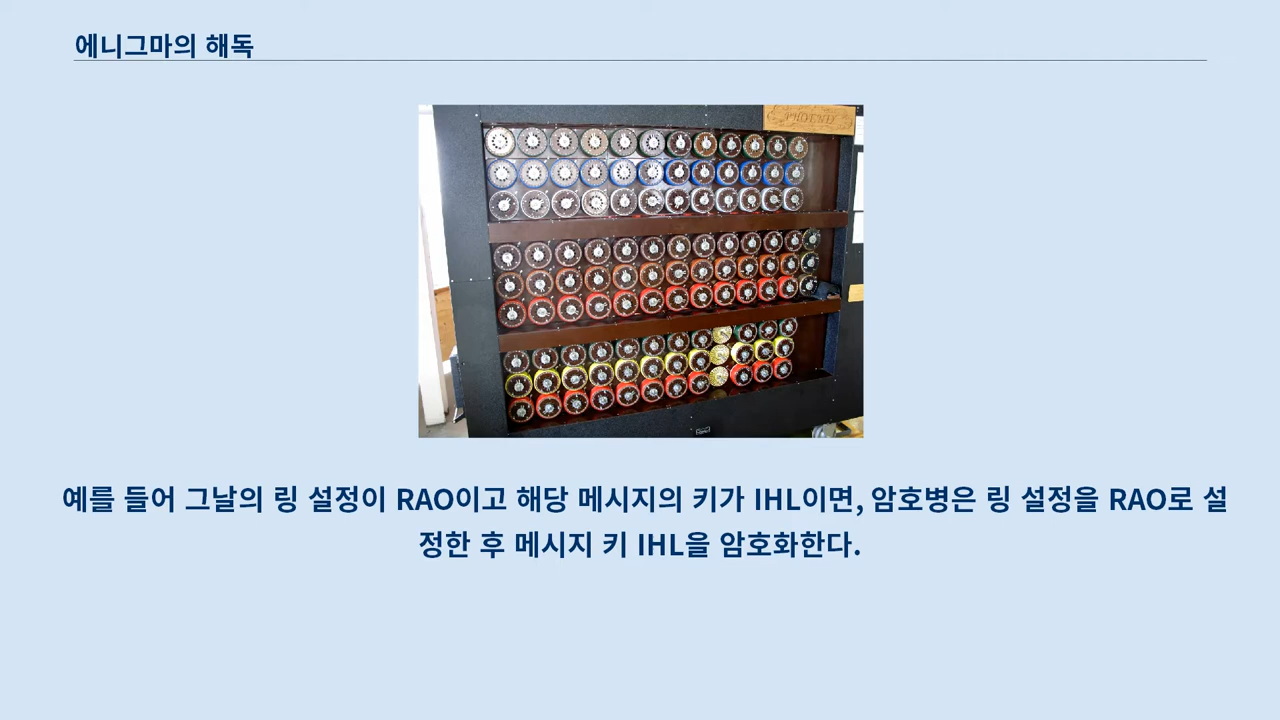 에니그마의 해독
PHOENIX
예를 들어 그날의 링 설정이 RAO이고 해당 메시지의 키가 IHL이면, 암호병은 링 설정을 RAO로 설
정한 후 메시지 키 IHL을 암호화한다.